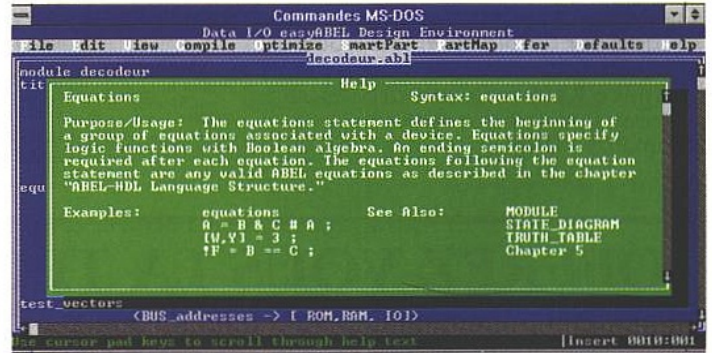 Commandes MS-DOS
Data I/O easyABEL Design Environment
ile dit iew ompile ptimize martPart artMap fer efaults elp
decodeur.abl
module decodeur
tit
Help
Equations Syntax: equations
Purpose/Usage: The equations statement defines the beginning of
a group of equations associated with a device. Equations specify
logic functions with Boolean algebra. An ending semicolon is
required after each equation. The equations following the equation
statement are any valid ABEL equations as described in the chapter
equ
"ABEL-HDL Language Structure."
Examples: equations See Also: MODULE
A = B & C # A ; STATE_DIAGRAM
[W,Y] = 3 ; TRUTH_TABLE
!F = B == C ; Chapter 5
test_vectors
(BUS_addresses -> [ ROM,RAM, IO])
Use cursor pad keys to scroll through help text Insert 0010:001